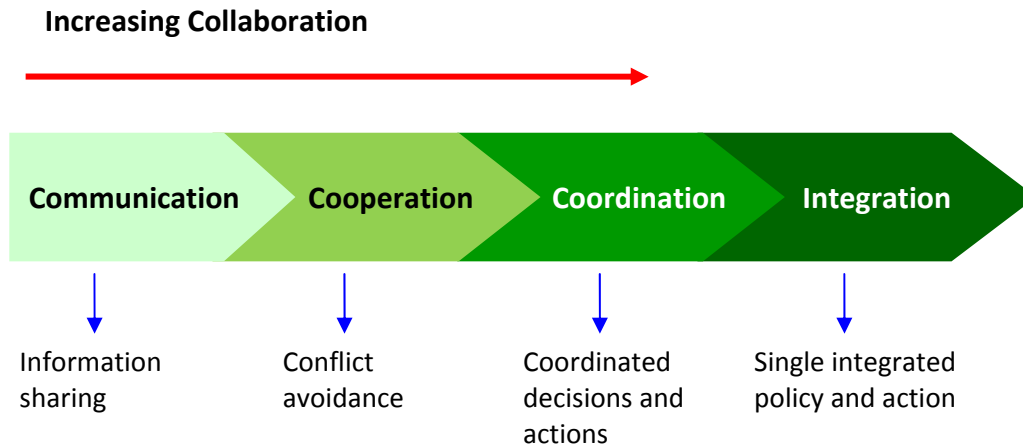 Increasing Collaboration
Communication
Cooperation
Coordination
Integration
Information
sharing
Conflict
avoidance
Coordinated
decisions and
actions
Single integrated
policy and action